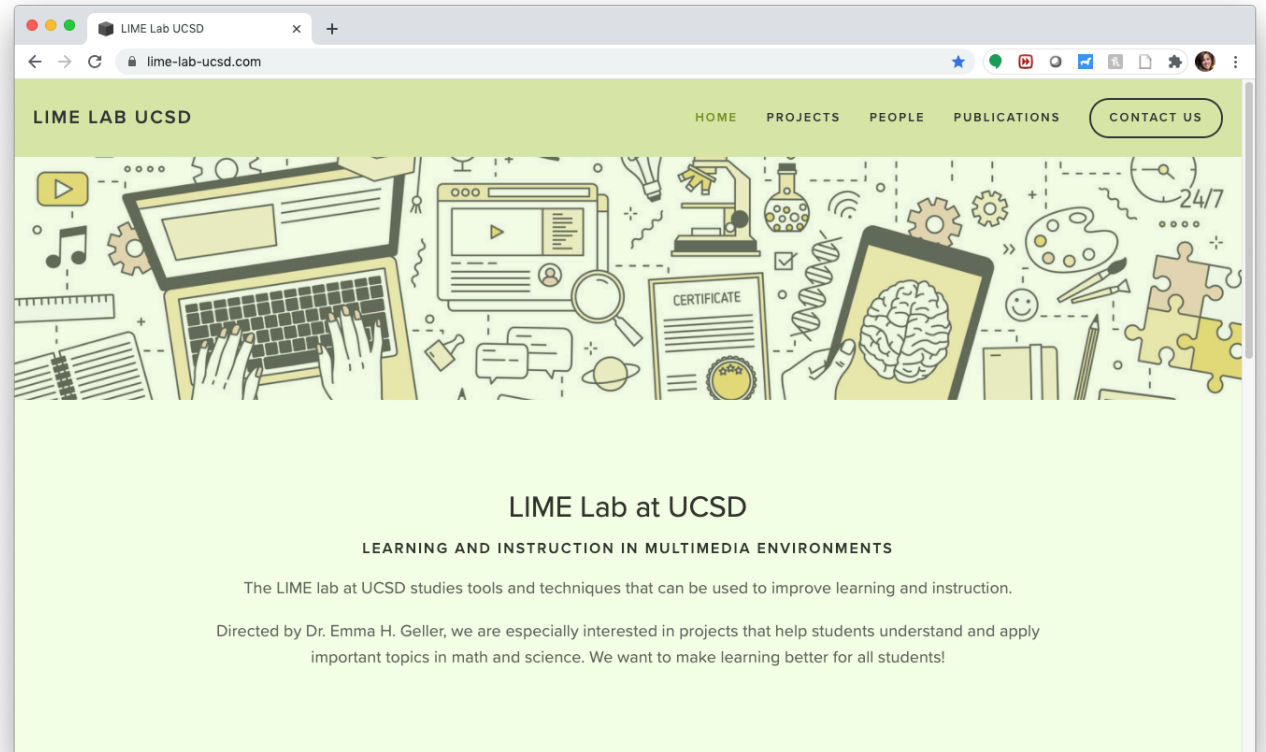 LIME Lab UCSD
lime-lab-ucsd.com
LIME LAB UCSD
HOME PROJECTS PEOPLE PUBLICATIONS CONTACT US
24/7
CERTIFICATE
LIME Lab at UCSD
LEARNING AND INSTRUCTION IN MULTIMEDIA ENVIRONMENTS
The LIME lab at UCSD studies tools and techniques that can be used to improve learning and instruction.
Directed by Dr. Emma H. Geller, we are especially interested in projects that help students understand and apply
important topics in math and science. We want to make learning better for all students!